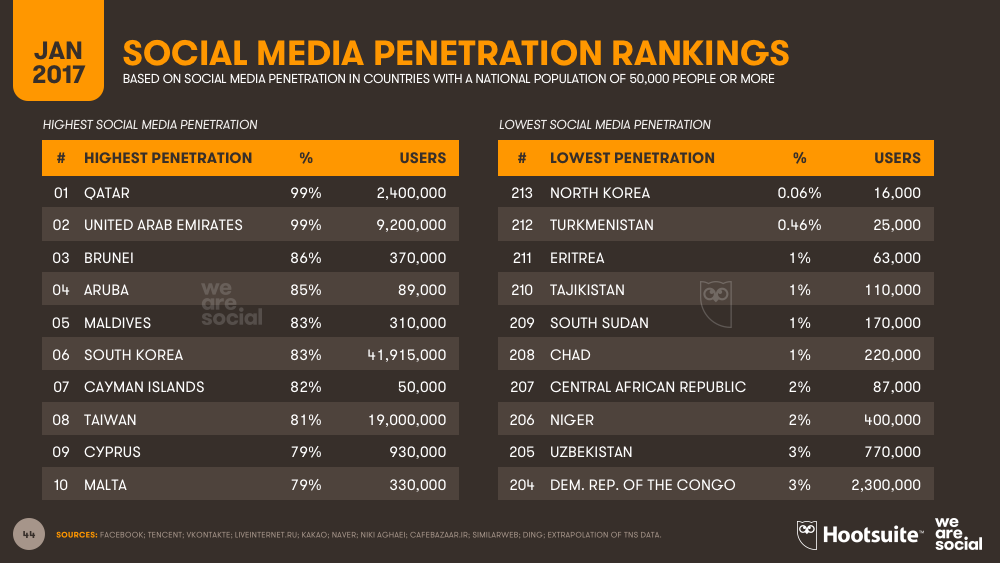 JAN
2017
SOCIAL MEDIA PENETRATION RANKINGS
BASED ON SOCIAL MEDIA PENETRATION IN COUNTRIES WITH A NATIONAL POPULATION OF 50,000 PEOPLE OR MORE
HIGHEST SOCIAL MEDIA PENETRATION
# HIGHEST PENETRATION % USERS
01 QATAR 99% 2,400,000
02 UNITED ARAB EMIRATES 99% 9,200,000
03 BRUNEI 86% 370,000
04 ARUBA 85% 89,000
05 MALDIVES 83% 310,000
06 SOUTH KOREA 83% 41,915,000
07 CAYMAN ISLANDS 82% 50,000
08 TAIWAN 81% 19,000,000
09 CYPRUS 79% 930,000
10 MALTA 79% 330,000
we
are
social
LOWEST SOCIAL MEDIA PENETRATION
# LOWEST PENETRATION % USERS
213 NORTH KOREA 0.06% 16,000
212 TURKMENISTAN 0.46% 25,000
211 ERITREA 1% 63,000
210 TAJIKISTAN 1% 110,000
209 SOUTH SUDAN 1% 170,000
208 CHAD 1% 220,000
207 CENTRAL AFRICAN REPUBLIC 2% 87,000
206 NIGER 2% 400,000
205 UZBEKISTAN 3% 770,000
204 DEM. REP. OF THE CONGO 3% 2,300,000
44
SOURCES: FACEBOOK; TENCENT; VKONTAKTE; LIVEINTERNET.RU; KAKAO; NAVER; NIKI AGHAEI; CAFEBAZAAR.IR; SIMILARWEB; DING; EXTRAPOLATION OF TNS DATA.
Hootsuite™
we
are
social